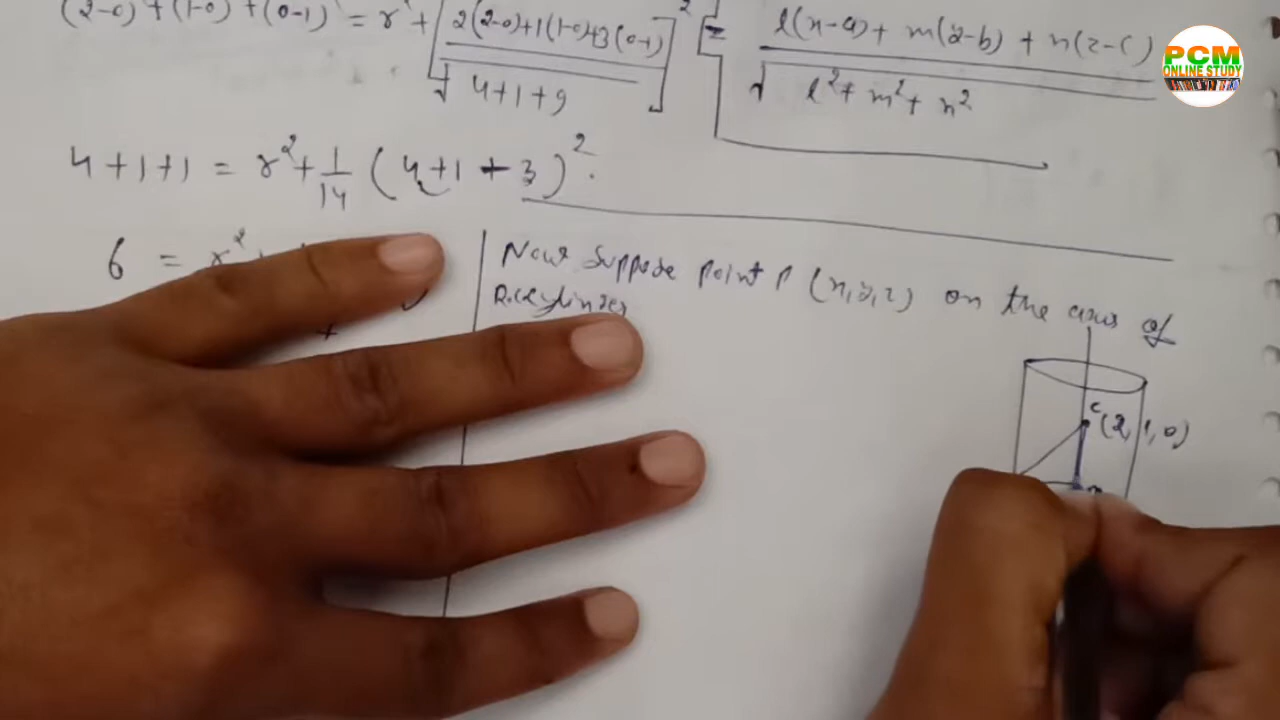 (2-0)² + (1-0)² + (0-1)² = r² + [2(2-0)+1(1-0)+3(0-1) / √4+1+9]²
= l(x-a) + m(y-b) + n(z-c) / √l² + m² + n²
4+1+1 = r² + 1/14 (4+1-3)².
6 = r² +
Now Suppose point P (x,y,z) on the axis of
R.Cylinder
C (2,1,0)
PCM
ONLINE STUDY